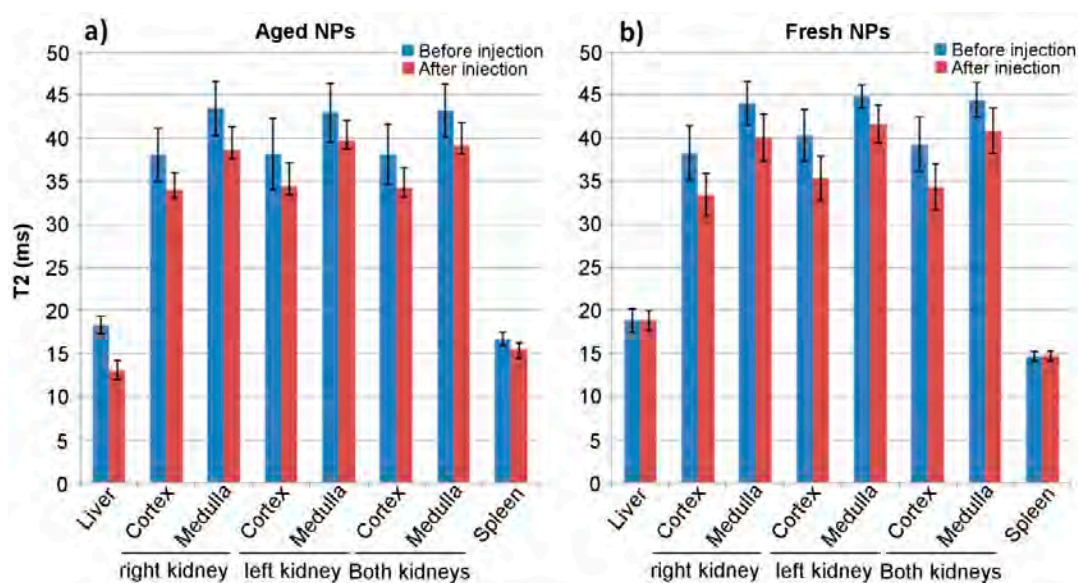 a)
Aged NPs
Before injection
After injection
T2 (ms)
50
45
40
35
30
25
20
15
10
5
0
Liver
Cortex
Medulla
Cortex
Medulla
Cortex
Medulla
Spleen
right kidney left kidney Both kidneys
b)
Fresh NPs
Before injection
After injection
50
45
40
35
30
25
20
15
10
5
0
Liver
Cortex
Medulla
Cortex
Medulla
Cortex
Medulla
Spleen
right kidney left kidney Both kidneys